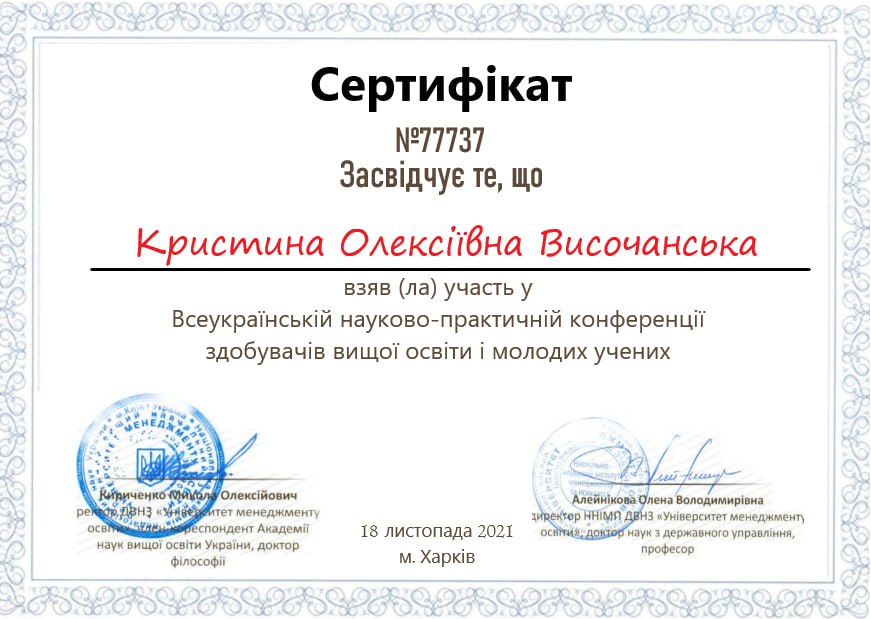 Сертифікат
№77737
Засвідчує те, що
Кристина Олексіївна Височанська
взяв (ла) участь у
Всеукраїнській науково-практичній конференції
здобувачів вищої освіти і молодих учених
Кириченко Микола Олексійович
ректор ДВНЗ «Університет менеджменту
освіти», член-кореспондент Академії
наук вищої освіти України, доктор
філософії
18 листопада 2021
м. Харків
Алейнікова Олена Володимирівна
директор ННІМП ДВНЗ «Університет менеджменту
освіти», доктор наук з державного управління,
професор